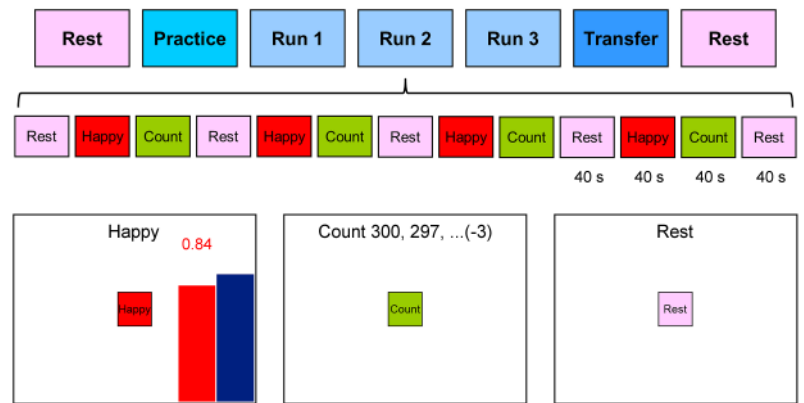 Rest Practice Run 1 Run 2 Run 3 Transfer Rest
Rest Happy Count Rest Happy Count Rest Happy Count Rest Happy Count Rest
40 s 40 s 40 s 40 s
Happy
0.84
Happy
Count 300, 297, ...(-3)
Count
Rest
Rest